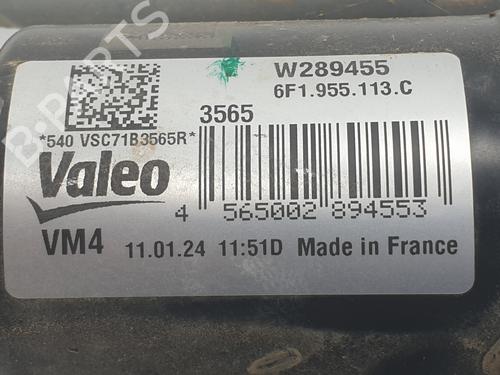 W289455
6F1.955.113.C
3565
*540 VSC71B3565R*
Valeo
4 565002 894553
VM4 11.01.24 11:51D Made in France
B-PARTS